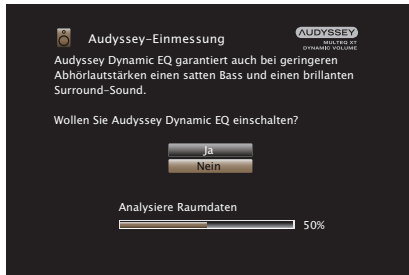 Audyssey-Einmessung
AUDYSSEY
MULTEQ XT
DYNAMIC VOLUME
Audyssey Dynamic EQ garantiert auch bei geringeren
Abhörlautstärken einen satten Bass und einen brillanten
Surround-Sound.
Wollen Sie Audyssey Dynamic EQ einschalten?
Ja
Nein
Analysiere Raumdaten
50%